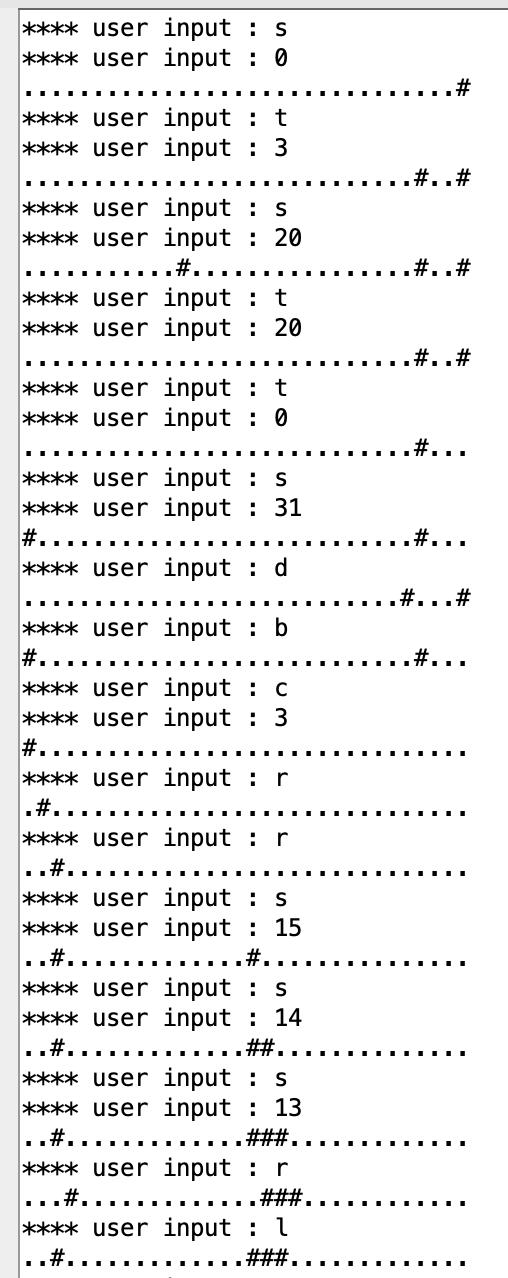 **** user input : s
**** user input : 0
...............................#
**** user input : t
**** user input : 3
............................#..#
**** user input : s
**** user input : 20
...........#................#..#
**** user input : t
**** user input : 20
............................#..#
**** user input : t
**** user input : 0
............................#...
**** user input : s
**** user input : 31
#...........................#...
**** user input : d
...........................#...#
**** user input : b
#...........................#...
**** user input : c
**** user input : 3
#...............................
**** user input : r
.#..............................
**** user input : r
..#.............................
**** user input : s
**** user input : 15
..#.............#...............
**** user input : s
**** user input : 14
..#.............##..............
**** user input : s
**** user input : 13
..#.............###.............
**** user input : r
...#.............###............
**** user input : l
..#.............###.............